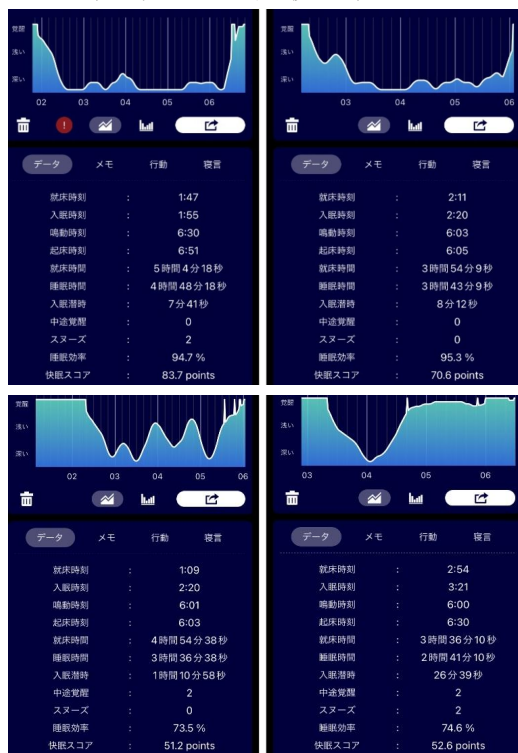 覚醒
浅い
深い
02 03 04 05 06
データ メモ 行動 寝言
就床時刻 : 1:47
入眠時刻 : 1:55
鳴動時刻 : 6:30
起床時刻 : 6:51
就床時間 : 5時間4分18秒
睡眠時間 : 4時間48分18秒
入眠潜時 : 7分41秒
中途覚醒 : 0
スヌーズ : 2
睡眠効率 : 94.7 %
快眠スコア : 83.7 points
覚醒
浅い
深い
03 04 05 06
データ メモ 行動 寝言
就床時刻 : 2:11
入眠時刻 : 2:20
鳴動時刻 : 6:03
起床時刻 : 6:05
就床時間 : 3時間54分9秒
睡眠時間 : 3時間43分9秒
入眠潜時 : 8分12秒
中途覚醒 : 0
スヌーズ : 0
睡眠効率 : 95.3 %
快眠スコア : 70.6 points
覚醒
浅い
深い
02 03 04 05 06
データ メモ 行動 寝言
就床時刻 : 1:09
入眠時刻 : 2:20
鳴動時刻 : 6:01
起床時刻 : 6:03
就床時間 : 4時間54分38秒
睡眠時間 : 3時間36分38秒
入眠潜時 : 1時間10分58秒
中途覚醒 : 2
スヌーズ : 0
睡眠効率 : 73.5 %
快眠スコア : 51.2 points
覚醒
浅い
深い
03 04 05 06
データ メモ 行動 寝言
就床時刻 : 2:54
入眠時刻 : 3:21
鳴動時刻 : 6:00
起床時刻 : 6:30
就床時間 : 3時間36分10秒
睡眠時間 : 2時間41分10秒
入眠潜時 : 26分39秒
中途覚醒 : 2
スヌーズ : 2
睡眠効率 : 74.6 %
快眠スコア : 52.6 points